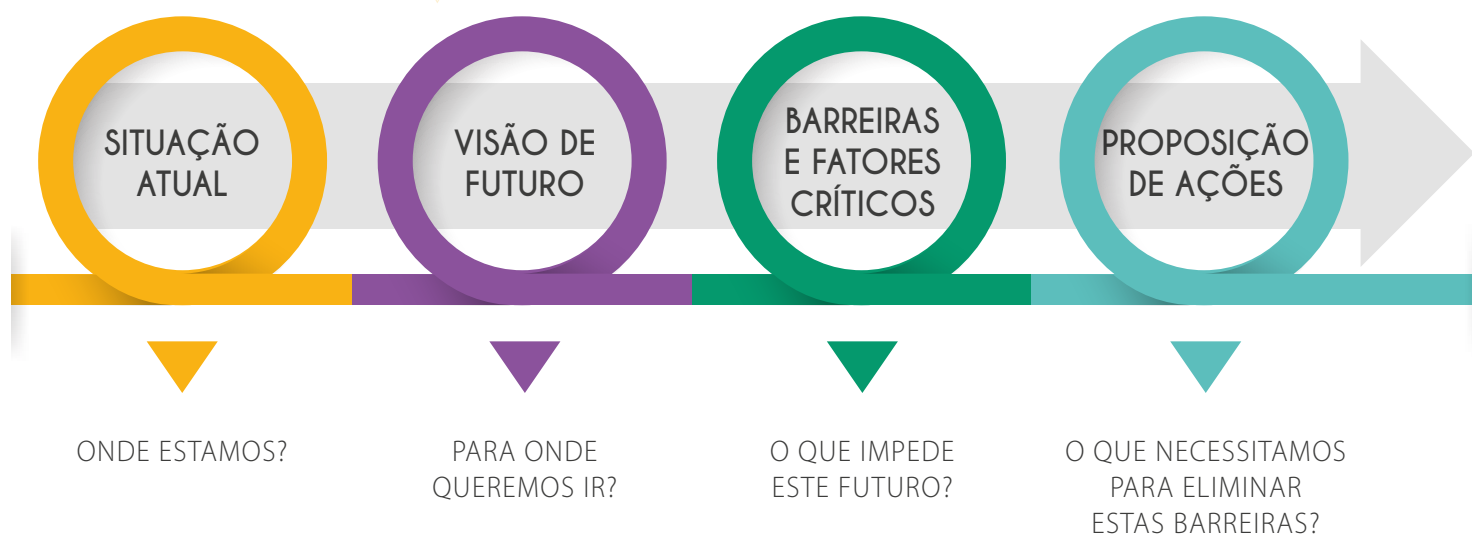 SITUAÇÃO
ATUAL
VISÃO DE
FUTURO
BARREIRAS
E FATORES
CRÍTICOS
PROPOSIÇÃO
DE AÇÕES
ONDE ESTAMOS?
PARA ONDE
QUEREMOS IR?
O QUE IMPEDE
ESTE FUTURO?
O QUE NECESSITAMOS
PARA ELIMINAR
ESTAS BARREIRAS?